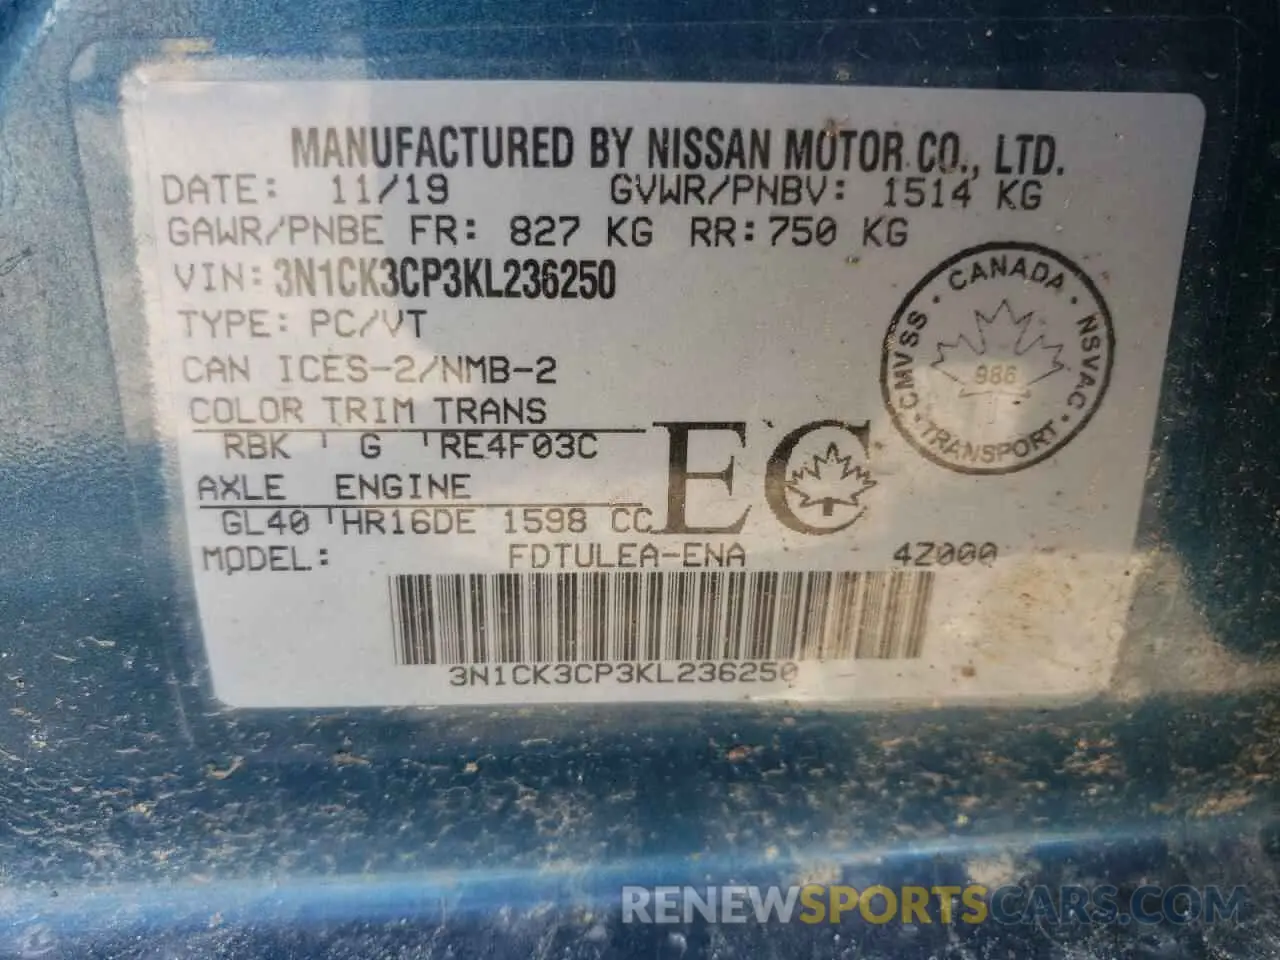 MANUFACTURED BY NISSAN MOTOR CO., LTD.
DATE: 11/19 GVWR/PNBV: 1514 KG
GAWR/PNBE FR: 827 KG RR:750 KG
VIN: 3N1CK3CP3KL236250
TYPE: PC/VT
CAN ICES-2/NMB-2
COLOR TRIM TRANS
RBK G RE4F03C
AXLE ENGINE
GL40 HR16DE 1598 CC
EC
CANADA · NSVAC · TRANSPORT · CMVSS ·
986
T
MODEL: FDTULEA-ENA 4Z000
3N1CK3CP3KL236250
RENEWSPORTSCARS.COM